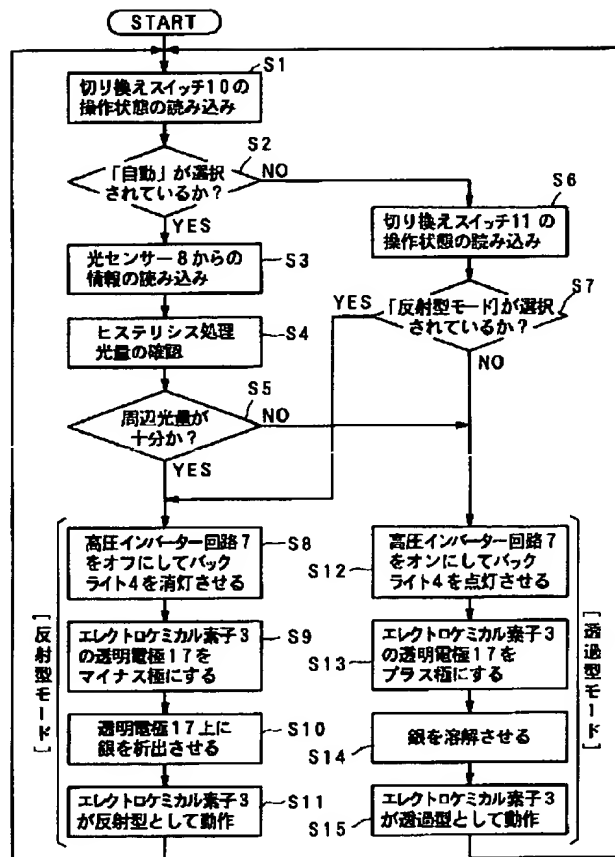 START
S1
切り換えスイッチ10の
操作状態の読み込み
S2
「自動」が選択
されているか?
NO
YES
S3
光センサー8からの
情報の読み込み
S4
ヒステリシス処理
光量の確認
S5
周辺光量が
十分か?
NO
YES
S6
切り換えスイッチ11の
操作状態の読み込み
S7
「反射型モード」が選択
されているか?
YES
NO
[反射型モード]
S8
高圧インバーター回路7
をオフにしてバック
ライト4を消灯させる
S9
エレクトロケミカル素子3
の透明電極17を
マイナス極にする
S10
透明電極17上に
銀を析出させる
S11
エレクトロケミカル素子3
が反射型として動作
[透過型モード]
S12
高圧インバーター回路7
をオンにしてバック
ライト4を点灯させる
S13
エレクトロケミカル素子3
の透明電極17を
プラス極にする
S14
銀を溶解させる
S15
エレクトロケミカル素子3
が透過型として動作